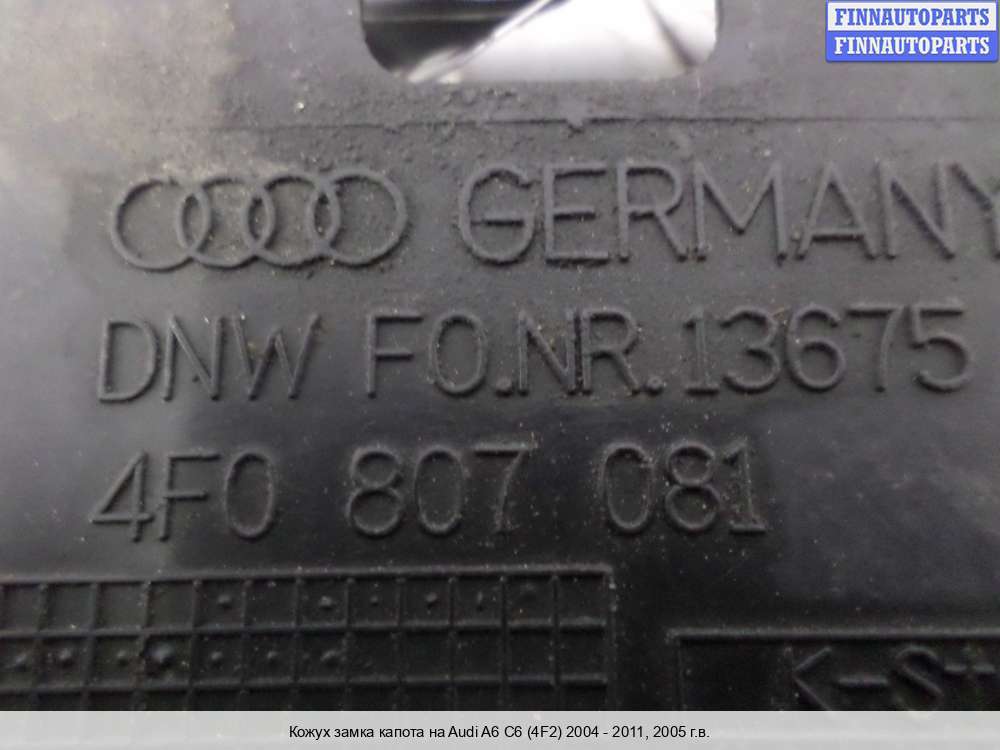 FINNAUTOPARTS
FINNAUTOPARTS
GERMANY
DNW FO.NR.13675
4F0 807 081
K-S+
Кожух замка капота на Audi A6 C6 (4F2) 2004 - 2011, 2005 г.в.